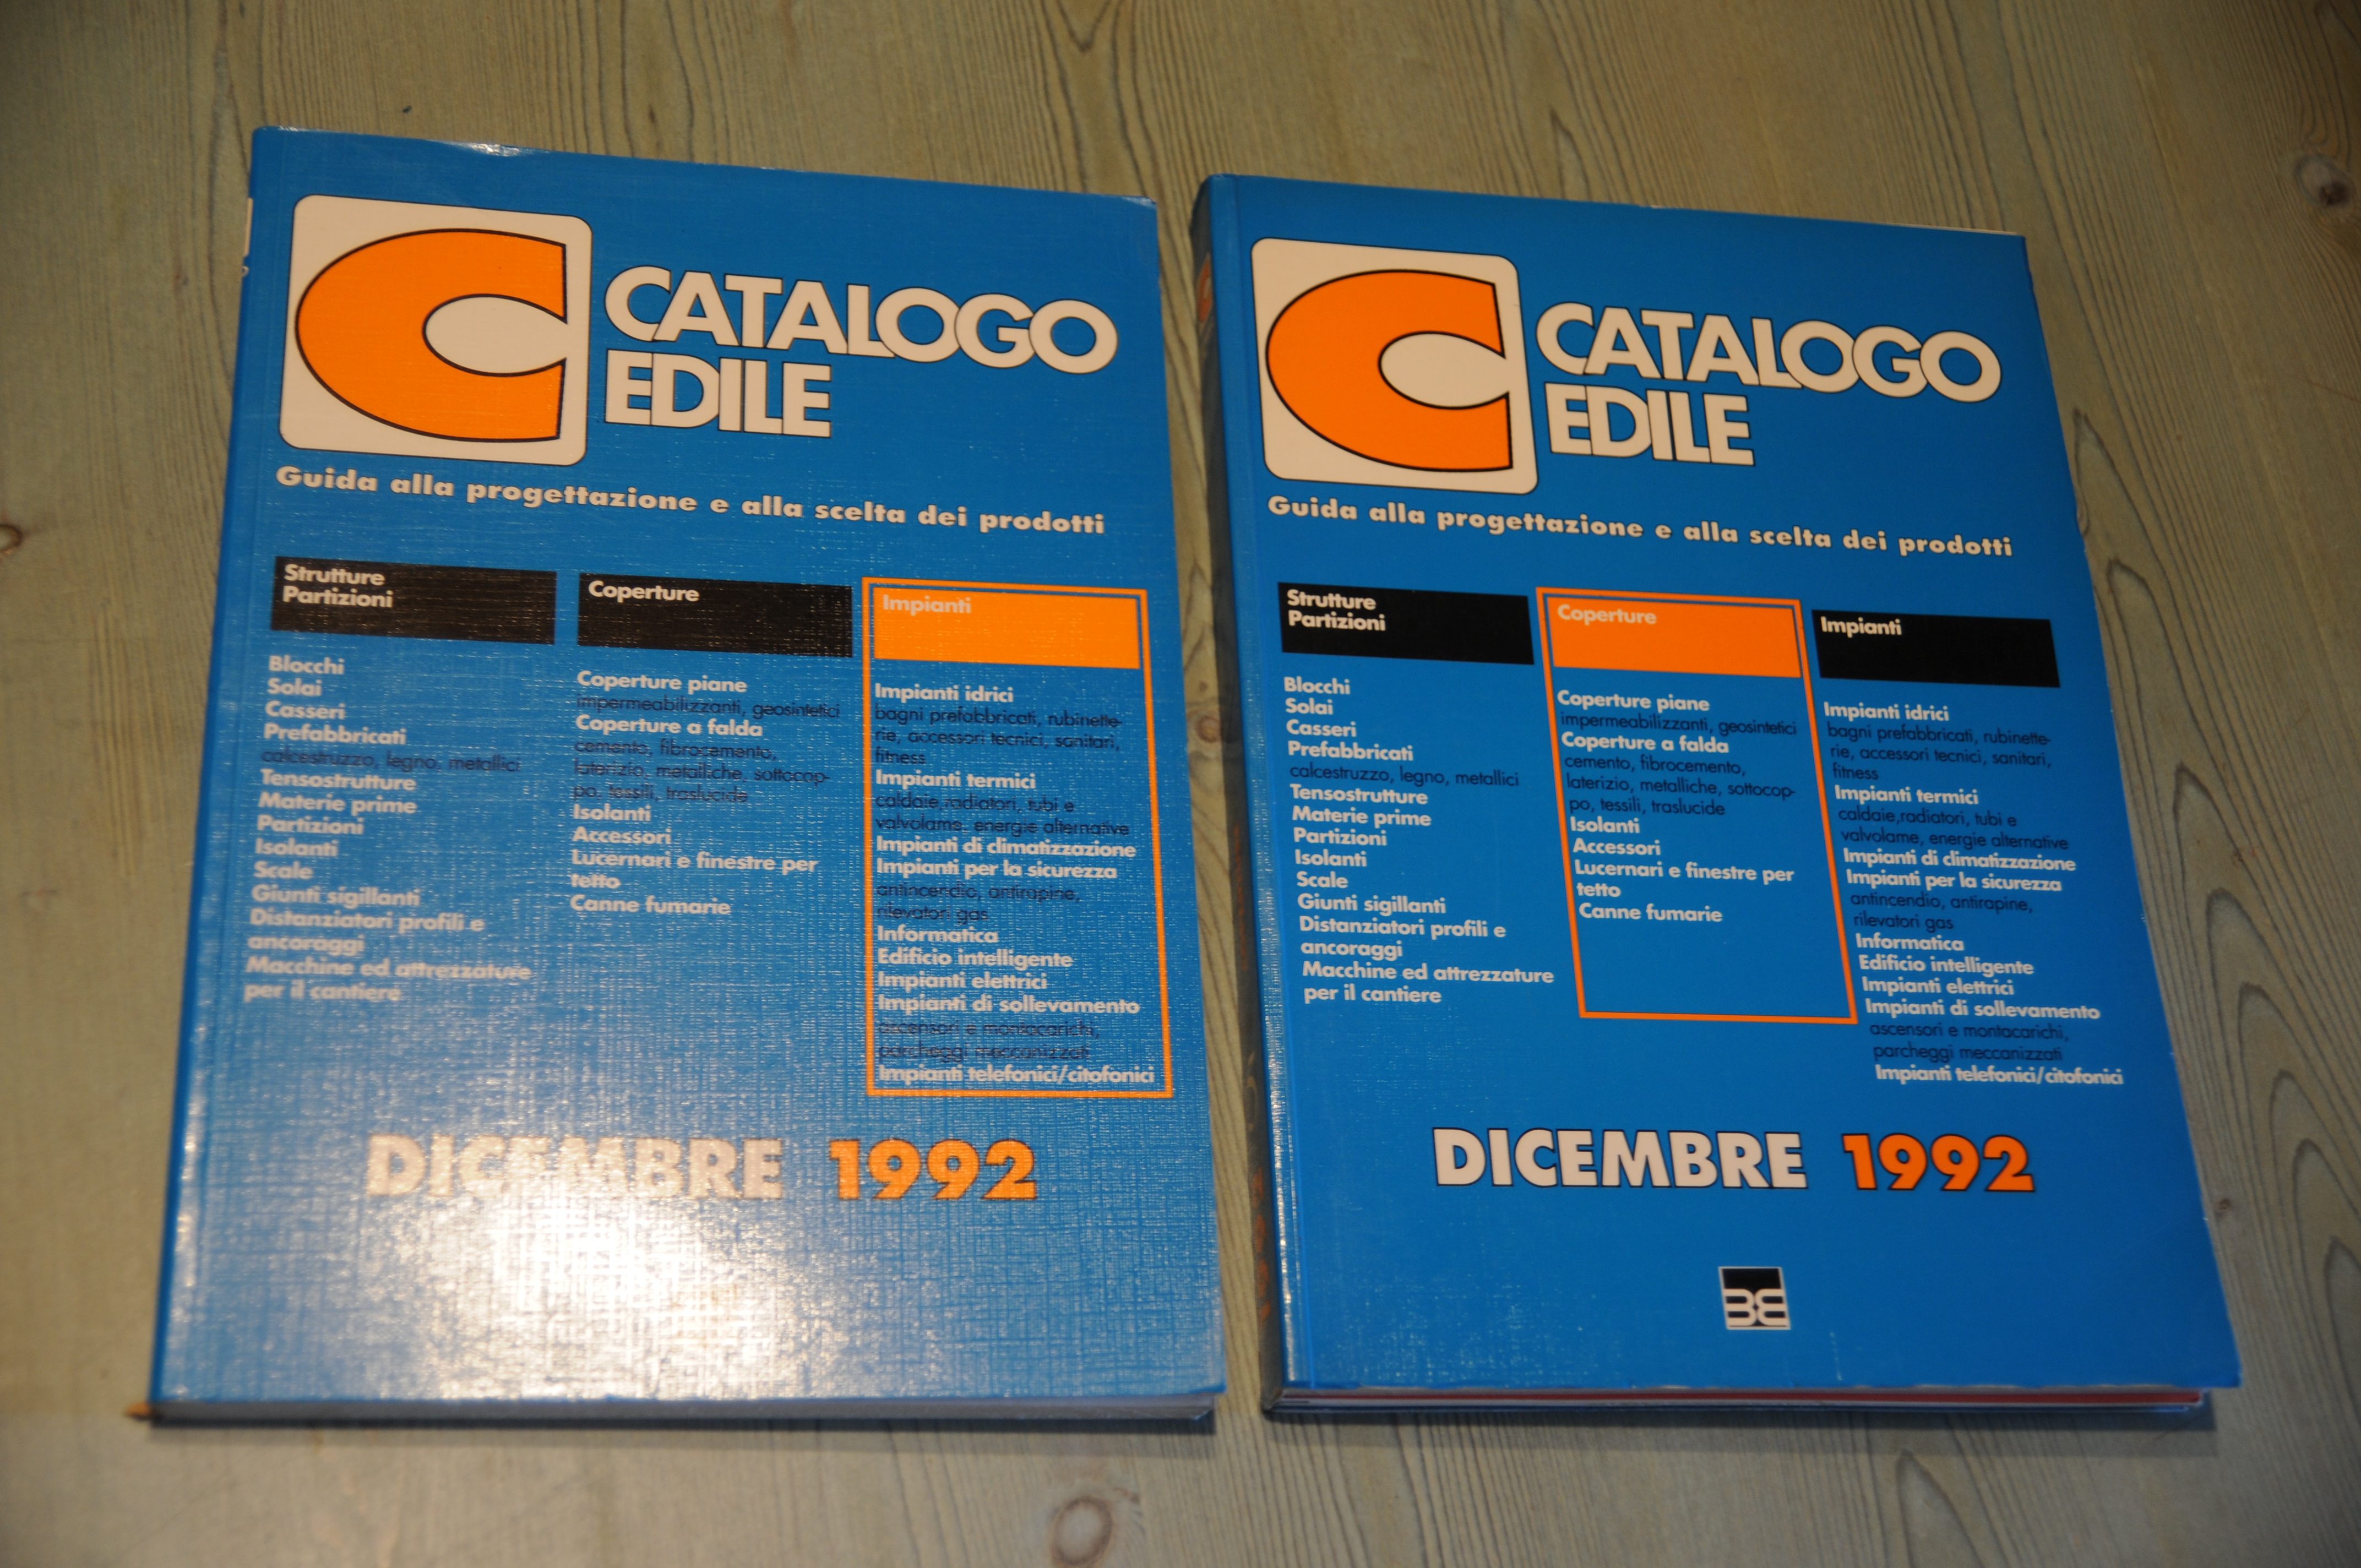 CATALOGO
EDILE
Guida alla progettazione e alla scelta dei prodotti
Strutture
Partizioni
Blocchi
Solai
Casseri
Prefabbricati
calcestruzzo, legno, metallici
Tensostrutture
Materie prime
Partizioni
Isolanti
Scale
Giunti sigillanti
Distanziatori profili e
ancoraggi
Macchine ed attrezzature
per il cantiere
Coperture
Coperture piane
impermeabilizzanti, geosintetici
Coperture a falda
cemento, fibrocemento,
laterizio, metalliche, sottocop-
po, tessili, traslucide
Isolanti
Accessori
Lucernari e finestre per
tetto
Canne fumarie
Impianti
Impianti idrici
bagni prefabbricati, rubinette-
rie, accessori tecnici, sanitari,
fitness
Impianti termici
caldaie,radiatori, tubi e
valvolame, energie alternative
Impianti di climatizzazione
Impianti per la sicurezza
antincendio, antirapine,
rilevatori gas
Informatica
Edificio intelligente
Impianti elettrici
Impianti di sollevamento
ascensori e montacarichi,
parcheggi meccanizzati
Impianti telefonici/citofonici
DICEMBRE 1992
CATALOGO
EDILE
Guida alla progettazione e alla scelta dei prodotti
Strutture
Partizioni
Blocchi
Solai
Casseri
Prefabbricati
calcestruzzo, legno, metallici
Tensostrutture
Materie prime
Partizioni
Isolanti
Scale
Giunti sigillanti
Distanziatori profili e
ancoraggi
Macchine ed attrezzature
per il cantiere
Coperture
Coperture piane
impermeabilizzanti, geosintetici
Coperture a falda
cemento, fibrocemento,
laterizio, metalliche, sottocop-
po, tessili, traslucide
Isolanti
Accessori
Lucernari e finestre per
tetto
Canne fumarie
Impianti
Impianti idrici
bagni prefabbricati, rubinette-
rie, accessori tecnici, sanitari,
fitness
Impianti termici
caldaie,radiatori, tubi e
valvolame, energie alternative
Impianti di climatizzazione
Impianti per la sicurezza
antincendio, antirapine,
rilevatori gas
Informatica
Edificio intelligente
Impianti elettrici
Impianti di sollevamento
ascensori e montacarichi,
parcheggi meccanizzati
Impianti telefonici/citofonici
DICEMBRE 1992
BE